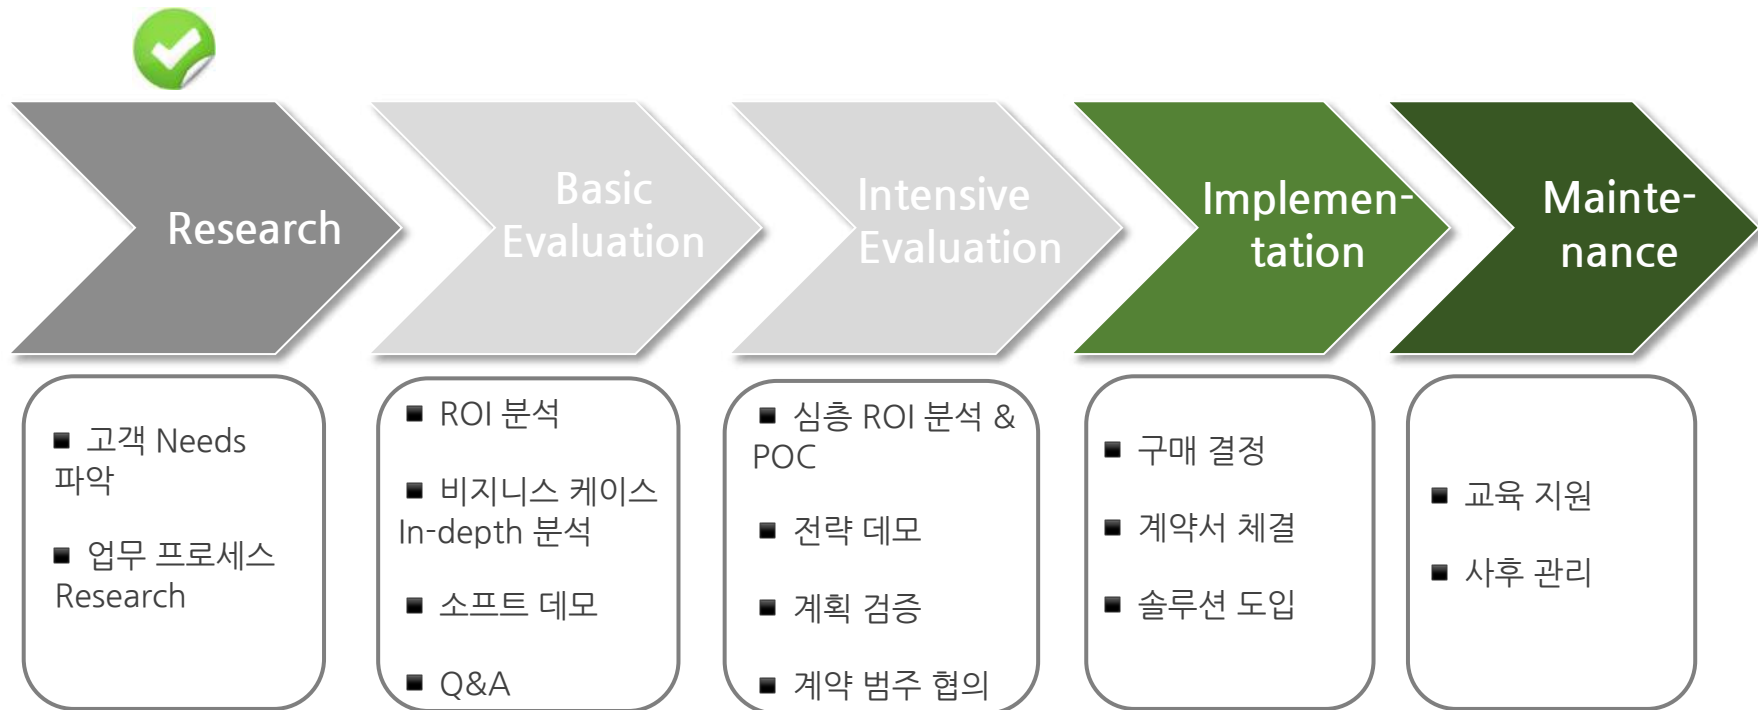 Research
Basic
Evaluation
Intensive
Evaluation
Implemen-
tation
Mainte-
nance
■ 고객 Needs
파악
■ 업무 프로세스
Research
■ ROI 분석
■ 비지니스 케이스
In-depth 분석
■ 소프트 데모
■ Q&A
■ 심층 ROI 분석 &
POC
■ 전략 데모
■ 계획 검증
■ 계약 범주 협의
■ 구매 결정
■ 계약서 체결
■ 솔루션 도입
■ 교육 지원
■ 사후 관리